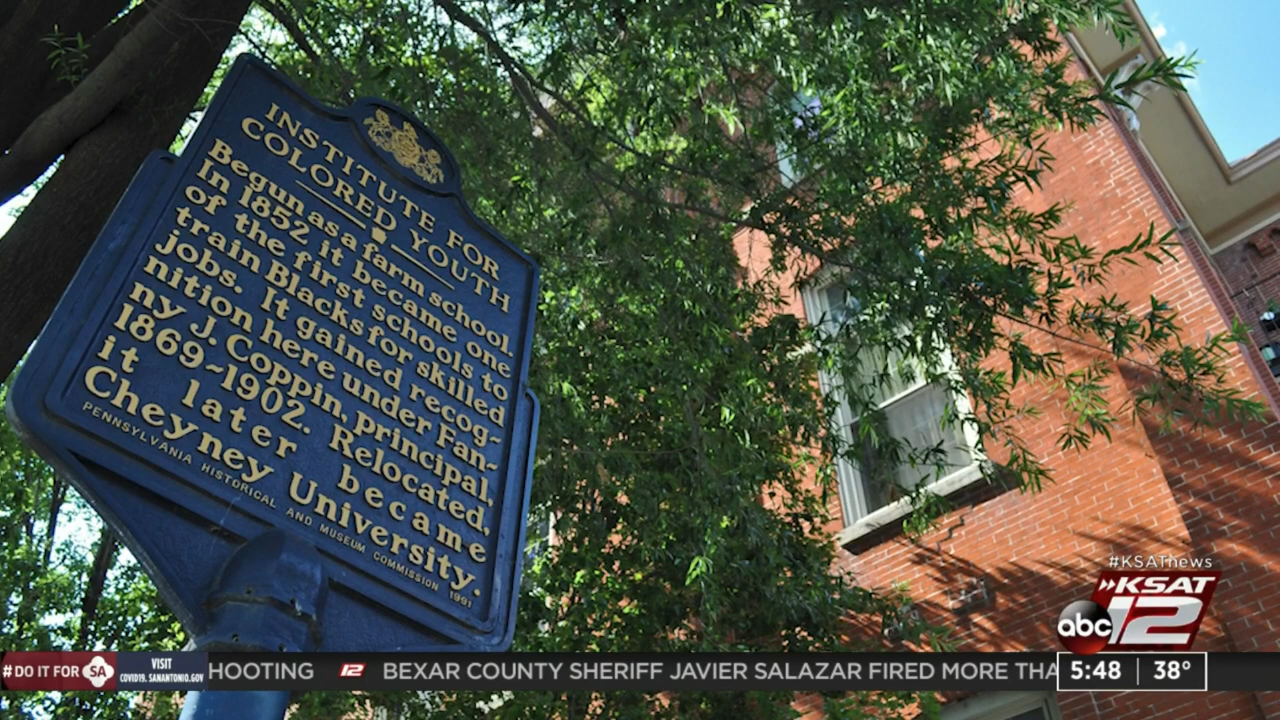 INSTITUTE FOR
COLORED YOUTH
Begun as a farm school.
In 1852 it became one
of the first schools to
train Blacks for skilled
jobs. It gained recog-
nition here under Fan-
ny J. Coppin, principal,
1869~1902. Relocated,
it later became
Cheyney University.
PENNSYLVANIA HISTORICAL AND MUSEUM COMMISSION 1991
#KSATnews
KSAT
abc 12
#DO IT FOR SA
VISIT
COVID19.SANANTONIO.GOV
HOOTING 12 BEXAR COUNTY SHERIFF JAVIER SALAZAR FIRED MORE THA
5:48 38°